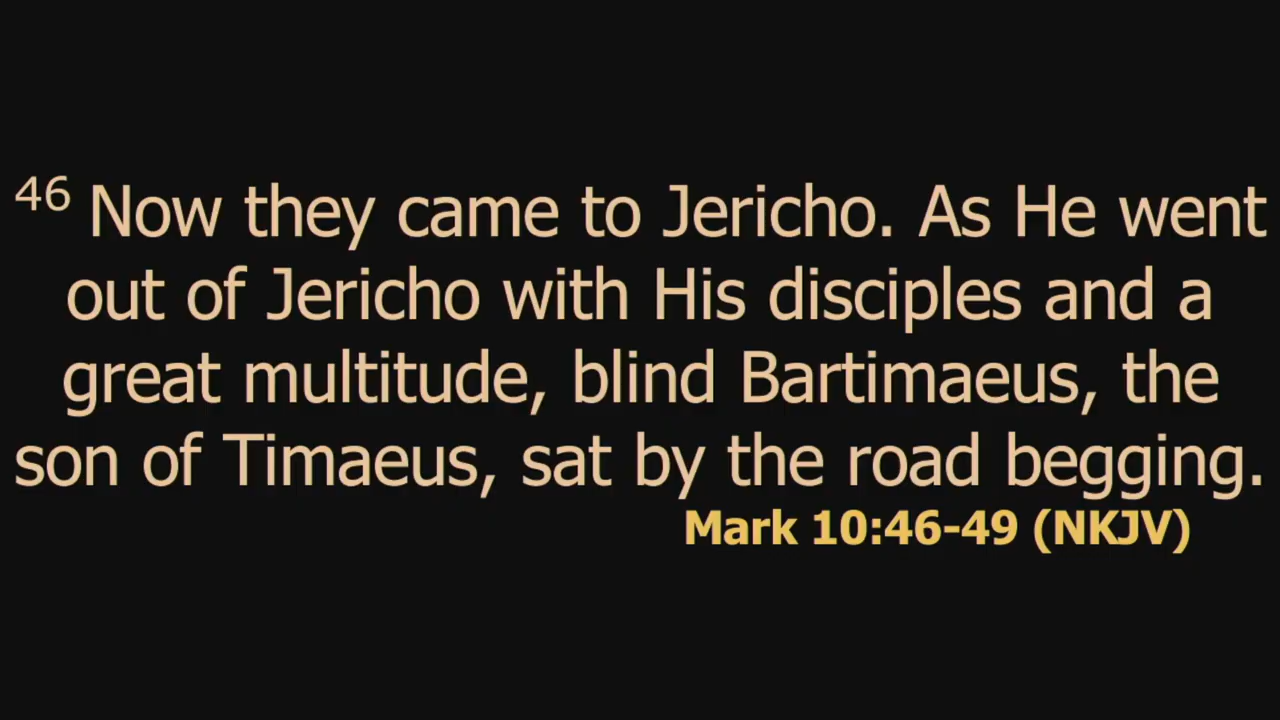 46 Now they came to Jericho. As He went
out of Jericho with His disciples and a
great multitude, blind Bartimaeus, the
son of Timaeus, sat by the road begging.
Mark 10:46-49 (NKJV)